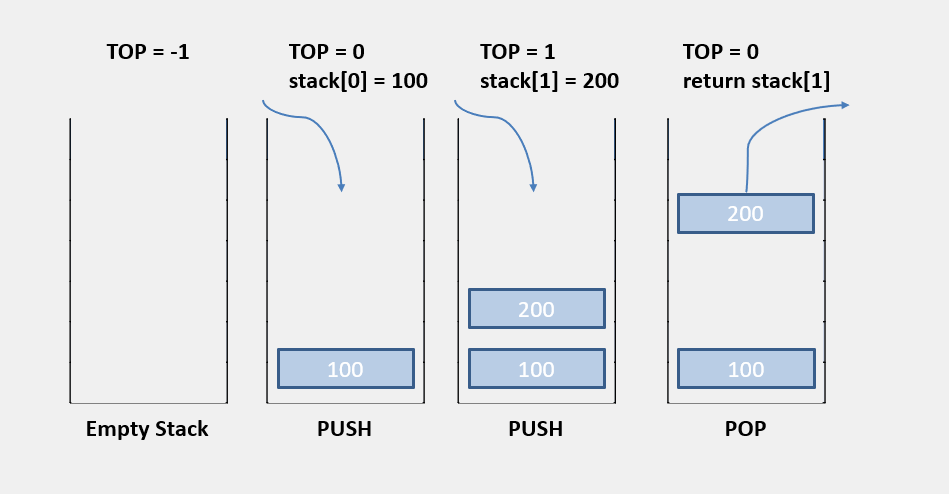 TOP = -1
TOP = 0
stack[0] = 100
TOP = 1
stack[1] = 200
TOP = 0
return stack[1]
100
200
100
200
100
Empty Stack
PUSH
PUSH
POP